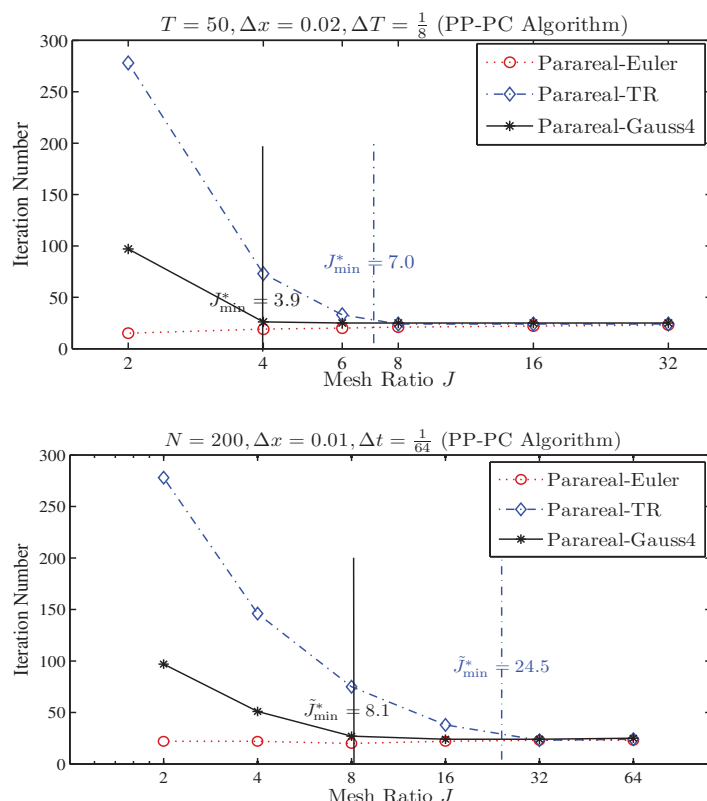 T = 50, Δx = 0.02, ΔT = 1/8 (PP-PC Algorithm)
300
250
200
150
100
50
0
Iteration Number
Parareal-Euler
Parareal-TR
Parareal-Gauss4
J*min = 7.0
J*min = 3.9
2 4 6 8 16 32
Mesh Ratio J
N = 200, Δx = 0.01, Δt = 1/64 (PP-PC Algorithm)
300
250
200
150
100
50
0
Iteration Number
Parareal-Euler
Parareal-TR
Parareal-Gauss4
J̃*min = 24.5
J̃*min = 8.1
2 4 8 16 32 64
Mesh Ratio J